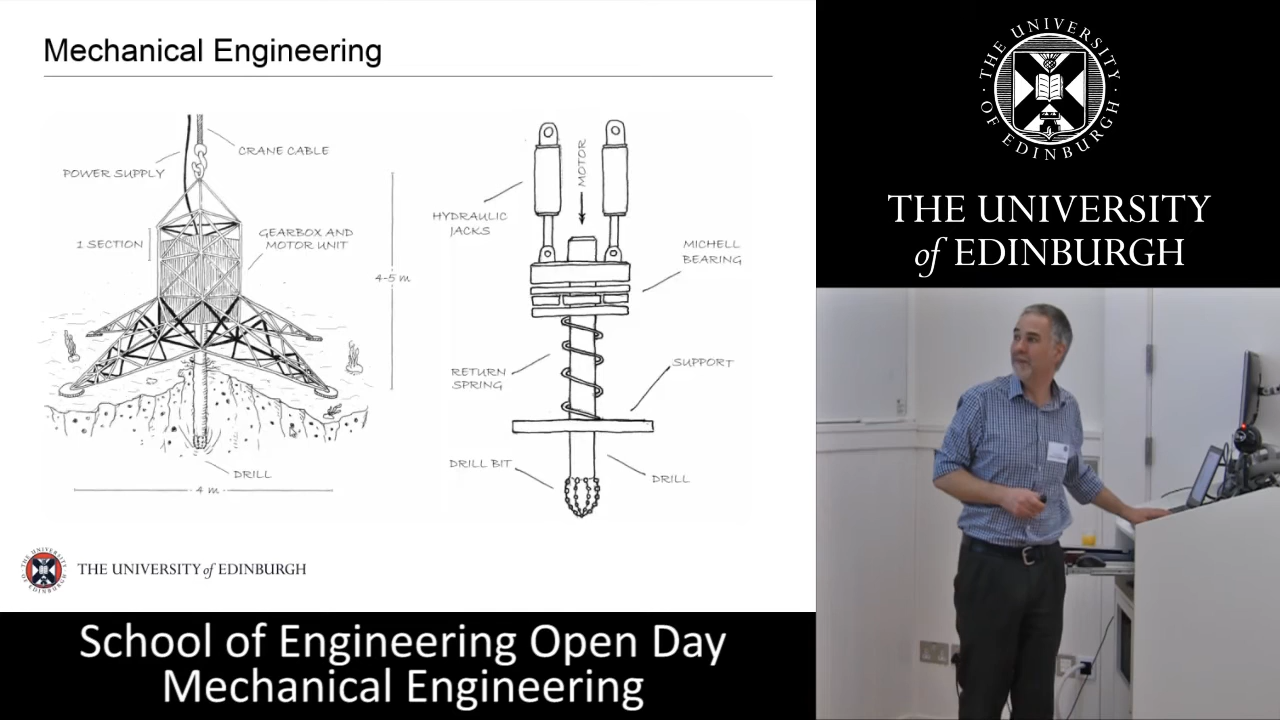 Mechanical Engineering
CRANE CABLE
POWER SUPPLY
1 SECTION
GEARBOX AND
MOTOR UNIT
4-5 m
DRILL
4 m
MOTOR
HYDRAULIC
JACKS
MICHELL
BEARING
RETURN
SPRING
SUPPORT
DRILL BIT
DRILL
THE UNIVERSITY of EDINBURGH
School of Engineering Open Day
Mechanical Engineering
THE UNIVERSITY
OF EDINBURGH
THE UNIVERSITY
of EDINBURGH